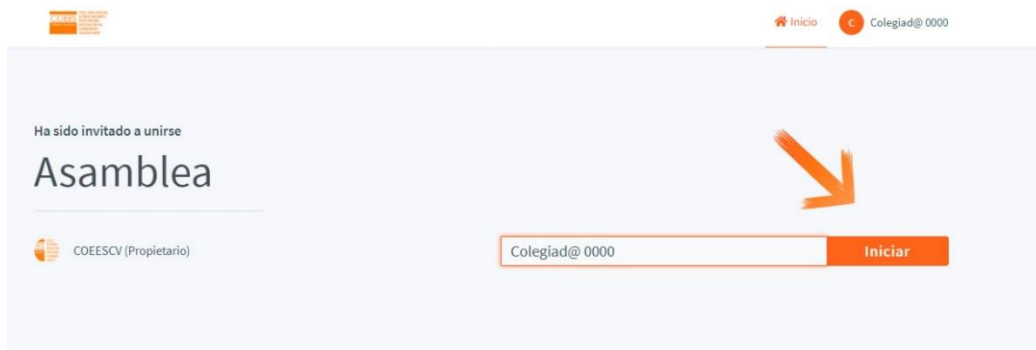 Inicio
C
Colegiad@ 0000
Ha sido invitado a unirse
Asamblea
COEESCV (Propietario)
Colegiad@ 0000
Iniciar